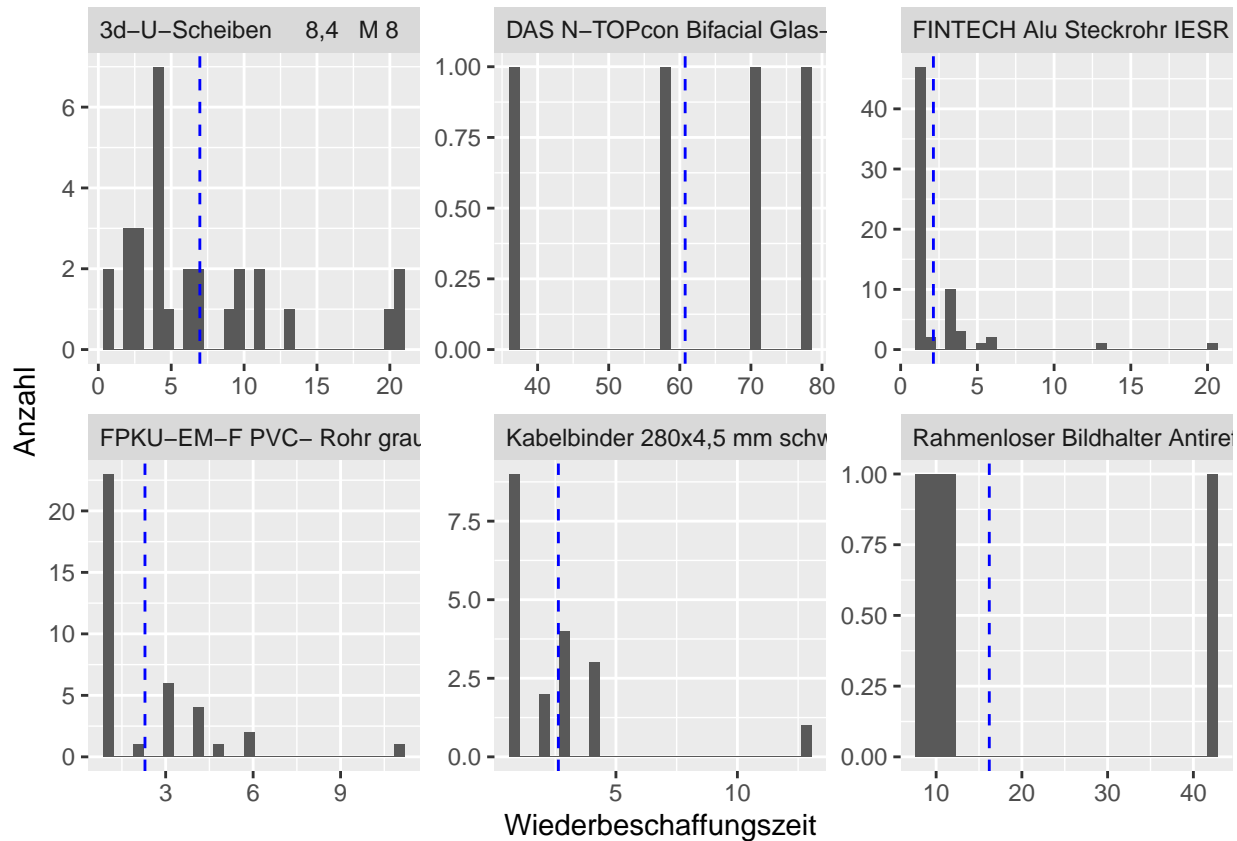 3d−U−Scheiben 8,4 M 8
DAS N−TOPcon Bifacial Glas−
FINTECH Alu Steckrohr IESR
6
4
2
0
0 5 10 15 20
1.00
0.75
0.50
0.25
0.00
40 50 60 70 80
40
30
20
10
0
0 5 10 15 20
Anzahl
FPKU−EM−F PVC− Rohr grau
Kabelbinder 280x4,5 mm schw
Rahmenloser Bildhalter Antiref
20
15
10
5
0
3 6 9
7.5
5.0
2.5
0.0
5 10
1.00
0.75
0.50
0.25
0.00
10 20 30 40
Wiederbeschaffungszeit